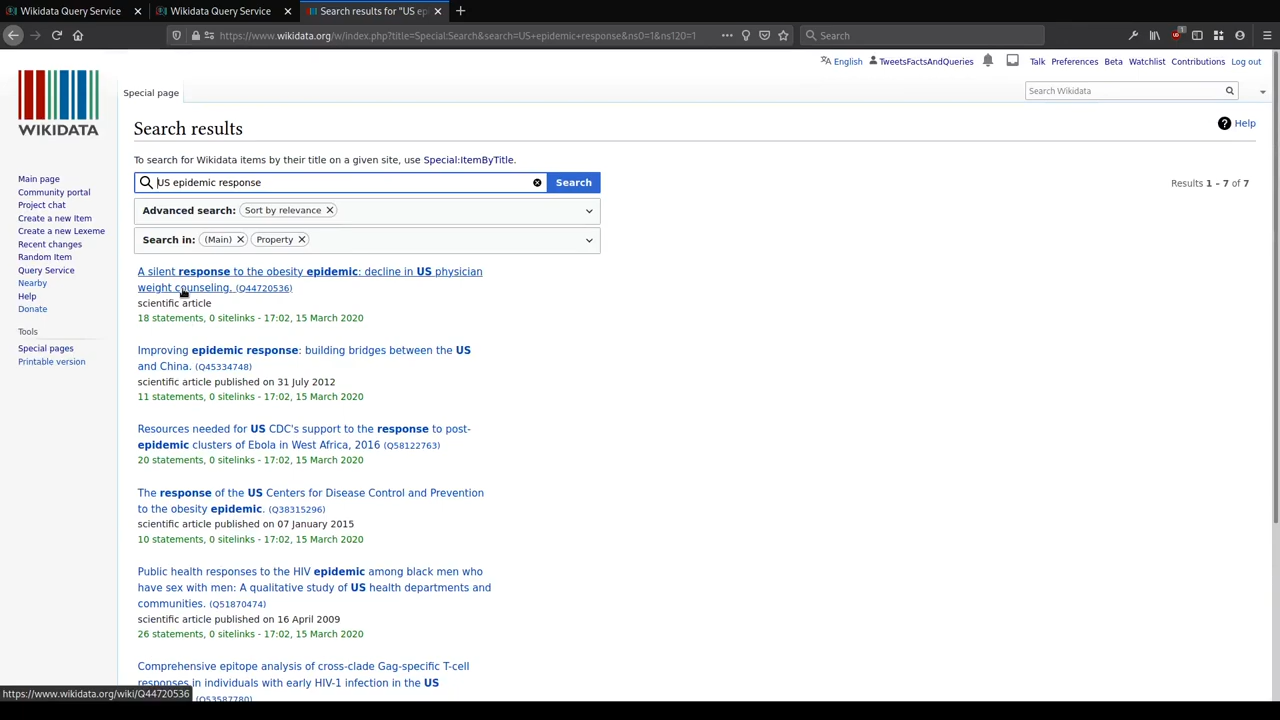 Wikidata Query Service
Wikidata Query Service
Search results for "US ep
https://www.wikidata.org/w/index.php?title=Special:Search&search=US+epidemic+response&ns0=1&ns120=1
Search
English
TweetsFactsAndQueries
Talk
Preferences
Beta
Watchlist
Contributions
Log out
WIKIDATA
Special page
Search Wikidata
Search results
Help
To search for Wikidata items by their title on a given site, use Special:ItemByTitle.
US epidemic response
Search
Results 1 – 7 of 7
Advanced search: Sort by relevance
Search in: (Main) Property
Main page
Community portal
Project chat
Create a new Item
Create a new Lexeme
Recent changes
Random Item
Query Service
Nearby
Help
Donate
Tools
Special pages
Printable version
A silent response to the obesity epidemic: decline in US physician
weight counseling. (Q44720536)
scientific article
18 statements, 0 sitelinks - 17:02, 15 March 2020
Improving epidemic response: building bridges between the US
and China. (Q45334748)
scientific article published on 31 July 2012
11 statements, 0 sitelinks - 17:02, 15 March 2020
Resources needed for US CDC's support to the response to post-
epidemic clusters of Ebola in West Africa, 2016 (Q58122763)
20 statements, 0 sitelinks - 17:02, 15 March 2020
The response of the US Centers for Disease Control and Prevention
to the obesity epidemic. (Q38315296)
scientific article published on 07 January 2015
10 statements, 0 sitelinks - 17:02, 15 March 2020
Public health responses to the HIV epidemic among black men who
have sex with men: A qualitative study of US health departments and
communities. (Q51870474)
scientific article published on 16 April 2009
26 statements, 0 sitelinks - 17:02, 15 March 2020
Comprehensive epitope analysis of cross-clade Gag-specific T-cell
responses in individuals with early HIV-1 infection in the US
(Q53587780)
https://www.wikidata.org/wiki/Q44720536